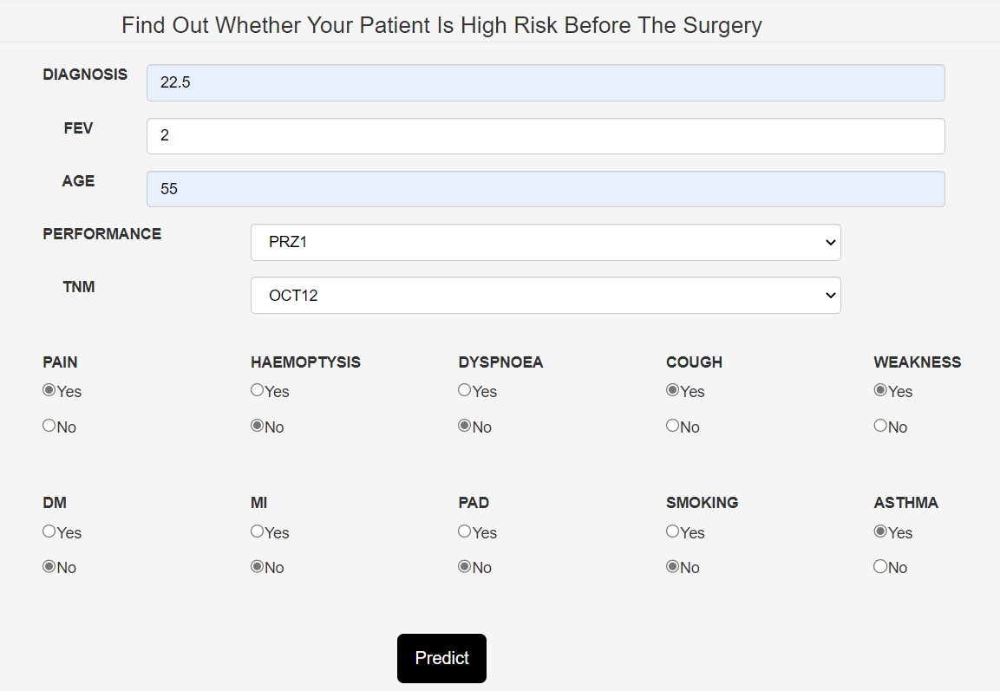 Find Out Whether Your Patient Is High Risk Before The Surgery
DIAGNOSIS 22.5
FEV 2
AGE 55
PERFORMANCE PRZ1
TNM OCT12
PAIN HAEMOPTYSIS DYSPNOEA COUGH WEAKNESS
Yes Yes Yes Yes Yes
No No No No No
DM MI PAD SMOKING ASTHMA
Yes Yes Yes Yes Yes
No No No No No
Predict